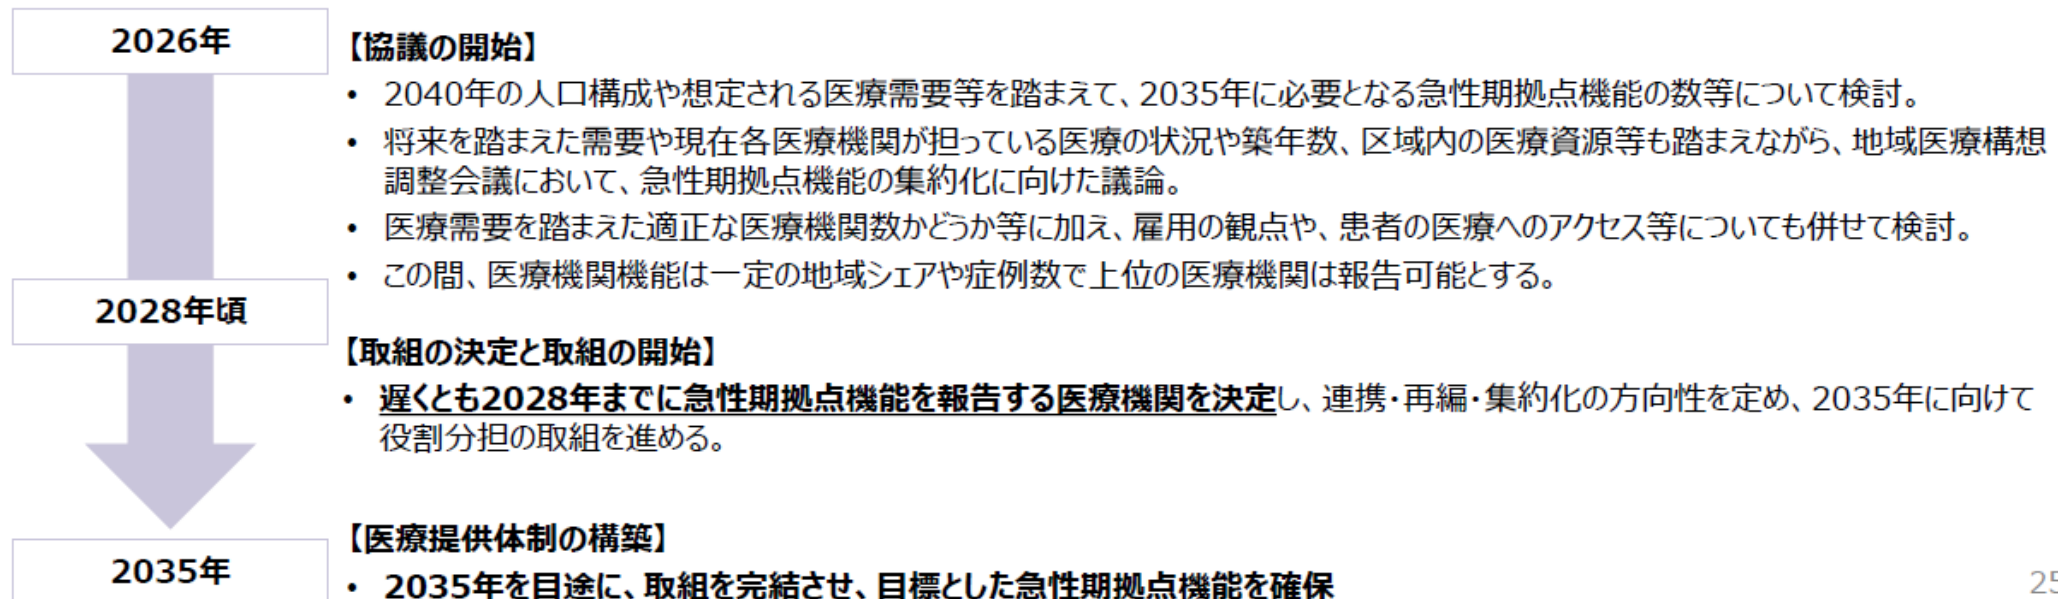 2026年
【協議の開始】
• 2040年の人口構成や想定される医療需要等を踏まえて、2035年に必要となる急性期拠点機能の数等について検討。
• 将来を踏まえた需要や現在各医療機関が担っている医療の状況や築年数、区域内の医療資源等も踏まえながら、地域医療構想
調整会議において、急性期拠点機能の集約化に向けた議論。
• 医療需要を踏まえた適正な医療機関数かどうか等に加え、雇用の観点や、患者の医療へのアクセス等についても併せて検討。
• この間、医療機関機能は一定の地域シェアや症例数で上位の医療機関は報告可能とする。
2028年頃
【取組の決定と取組の開始】
• 遅くとも2028年までに急性期拠点機能を報告する医療機関を決定し、連携・再編・集約化の方向性を定め、2035年に向けて
役割分担の取組を進める。
2035年
【医療提供体制の構築】
• 2035年を目途に、取組を完結させ、目標とした急性期拠点機能を確保
25